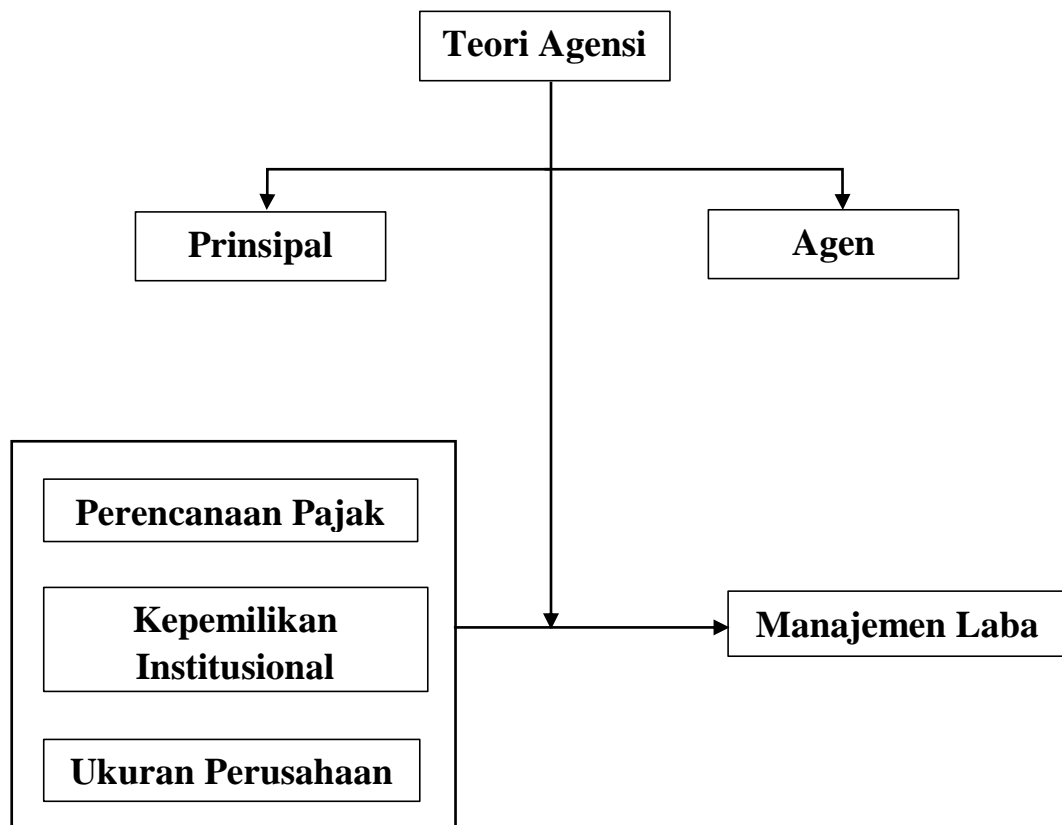 Teori Agensi
Prinsipal
Agen
Perencanaan Pajak
Kepemilikan
Institusional
Ukuran Perusahaan
Manajemen Laba